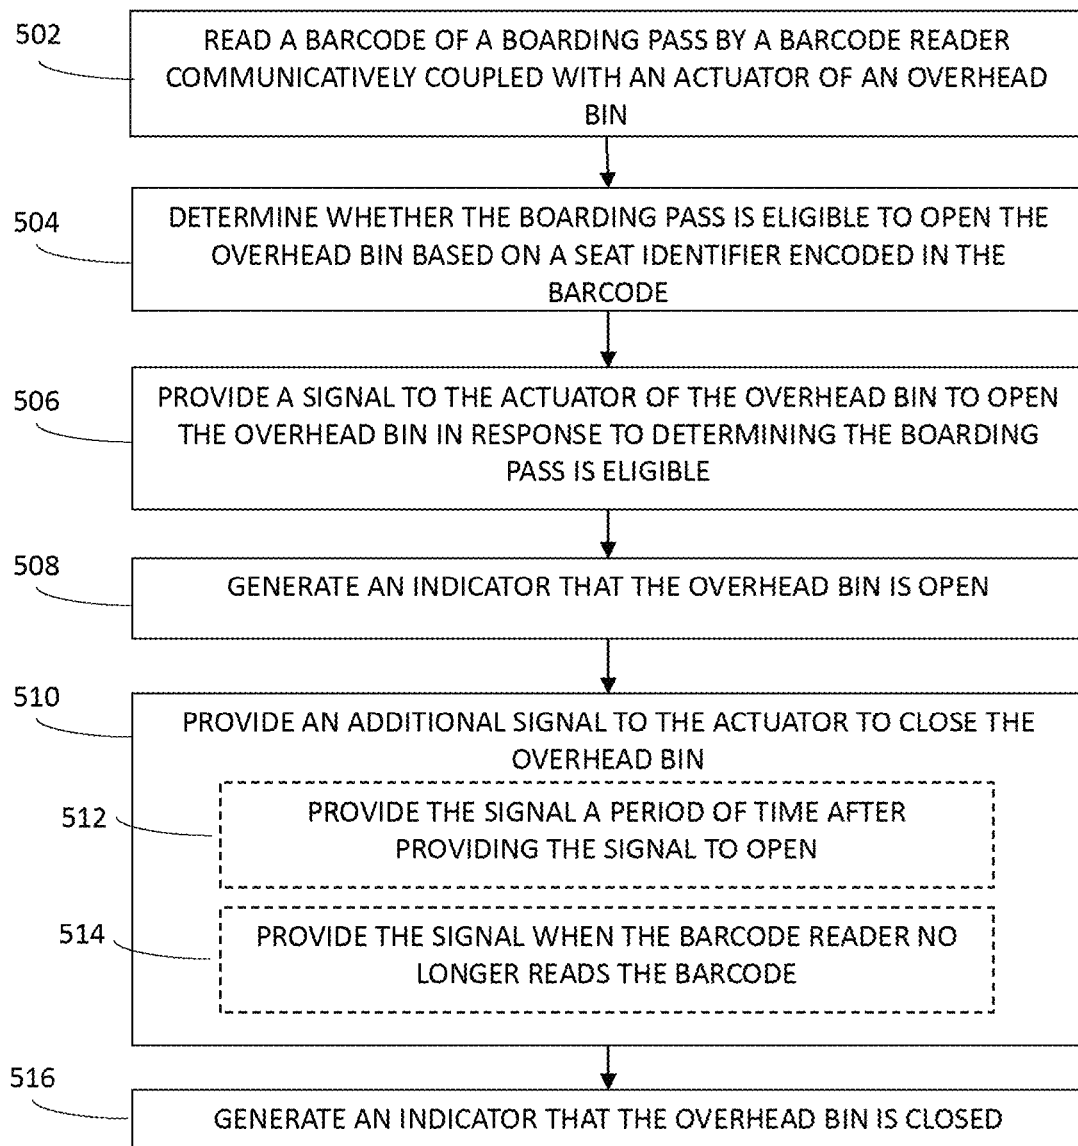 502
READ A BARCODE OF A BOARDING PASS BY A BARCODE READER
COMMUNICATIVELY COUPLED WITH AN ACTUATOR OF AN OVERHEAD
BIN
504
DETERMINE WHETHER THE BOARDING PASS IS ELIGIBLE TO OPEN THE
OVERHEAD BIN BASED ON A SEAT IDENTIFIER ENCODED IN THE
BARCODE
506
PROVIDE A SIGNAL TO THE ACTUATOR OF THE OVERHEAD BIN TO OPEN
THE OVERHEAD BIN IN RESPONSE TO DETERMINING THE BOARDING
PASS IS ELIGIBLE
508
GENERATE AN INDICATOR THAT THE OVERHEAD BIN IS OPEN
510
PROVIDE AN ADDITIONAL SIGNAL TO THE ACTUATOR TO CLOSE THE
OVERHEAD BIN
512
PROVIDE THE SIGNAL A PERIOD OF TIME AFTER
PROVIDING THE SIGNAL TO OPEN
514
PROVIDE THE SIGNAL WHEN THE BARCODE READER NO
LONGER READS THE BARCODE
516
GENERATE AN INDICATOR THAT THE OVERHEAD BIN IS CLOSED